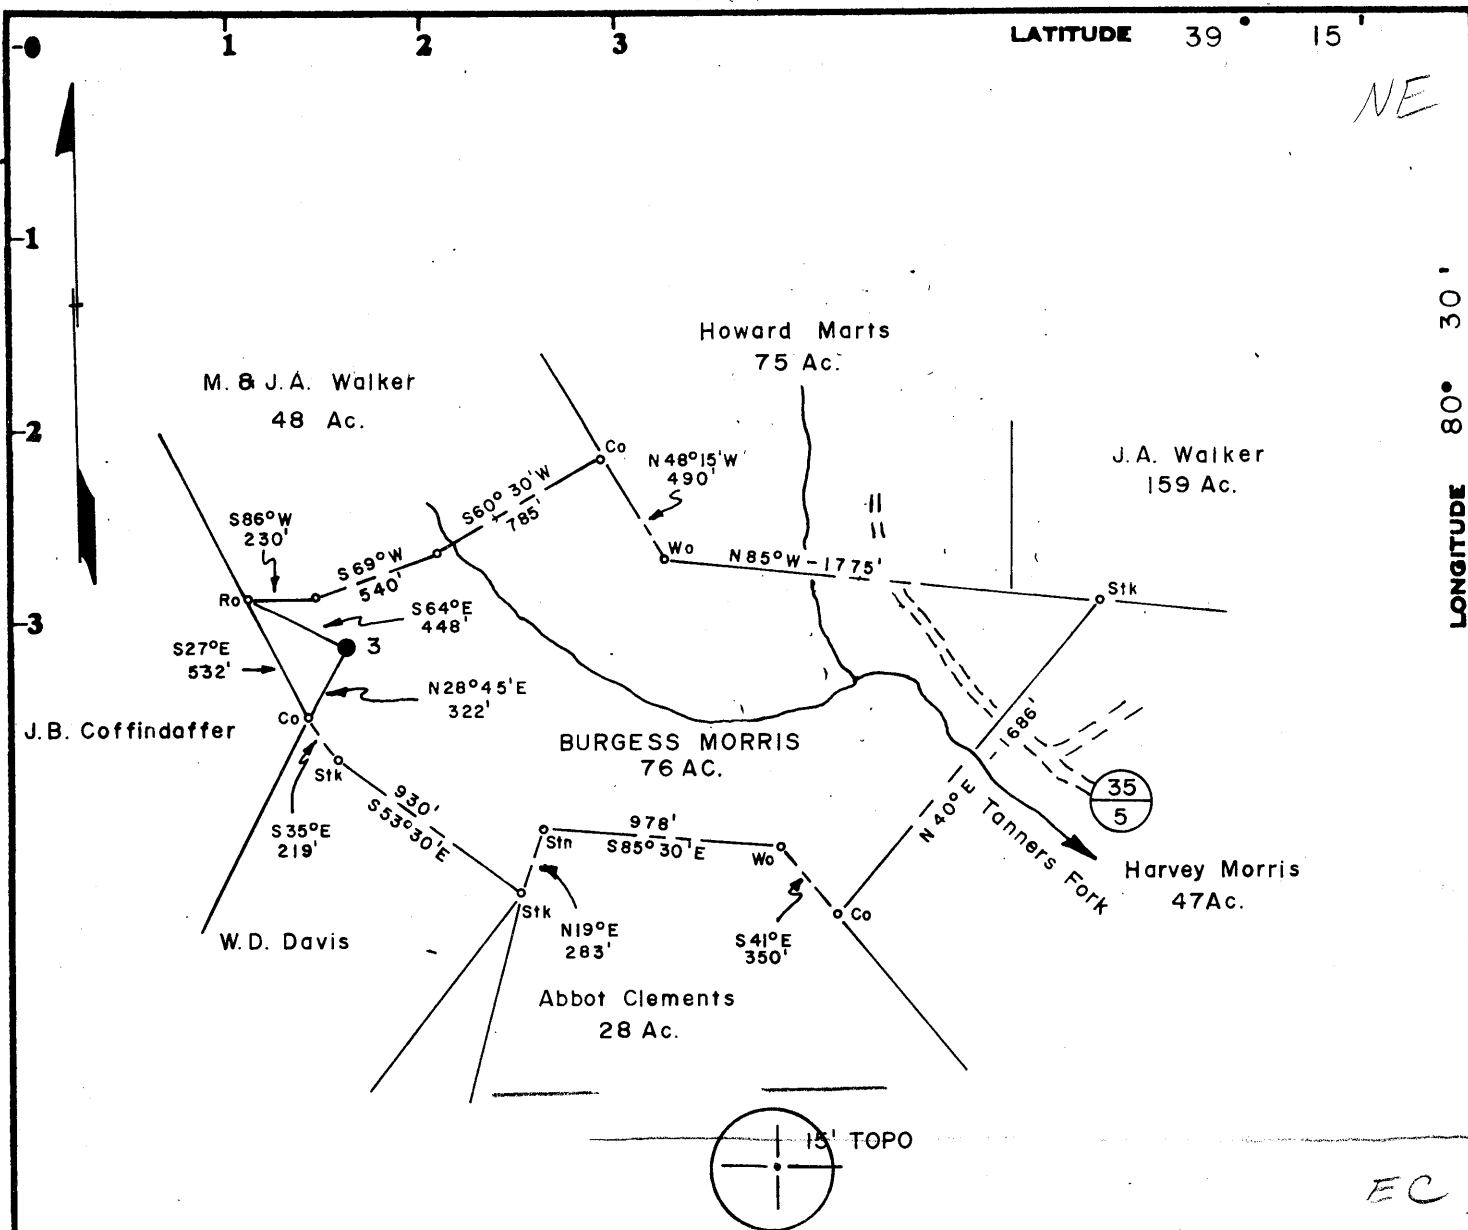 -0 1 2 3 LATITUDE 39° 15'
NE
-1
LONGITUDE 80° 30'
Howard Marts
75 Ac.
M. & J.A. Walker
48 Ac.
-2
Co
N 48°15'W
490'
J.A. Walker
159 Ac.
S60°30'W
785'
S86°W
230'
Wo
N85°W-1775'
S69°W
540'
Stk
Ro
S64°E
448'
-3
3
S27°E
532'
N28°45'E
322'
Co
J.B. Coffindaffer
BURGESS MORRIS
76 AC.
Stk
930'
S53°30'E
S35°E
219'
N 40° E 1686'
35
5
Tanners Fork
978'
S85°30'E
Stn
Wo
Harvey Morris
47Ac.
Stk
Co
N19°E
283'
S41°E
350'
W.D. Davis
Abbot Clements
28 Ac.
15' TOPO
EC